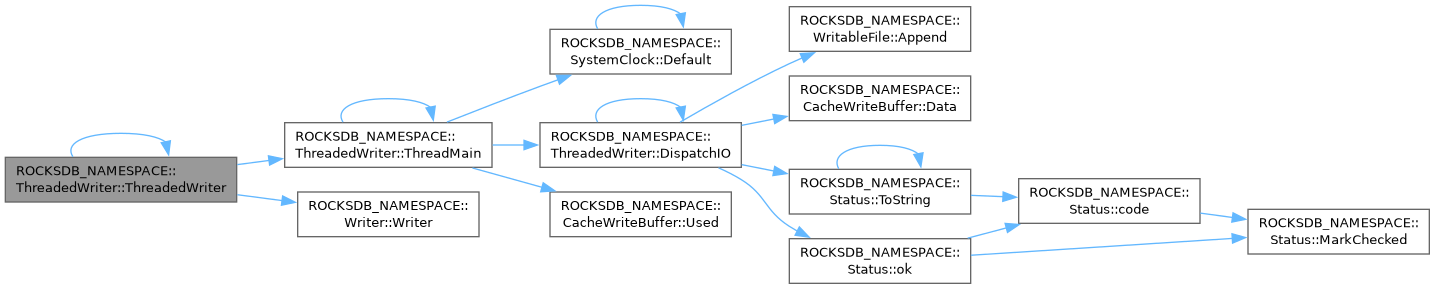 ROCKSDB_NAMESPACE::
ThreadedWriter::ThreadedWriter
ROCKSDB_NAMESPACE::
ThreadedWriter::ThreadMain
ROCKSDB_NAMESPACE::
Writer::Writer
ROCKSDB_NAMESPACE::
SystemClock::Default
ROCKSDB_NAMESPACE::
ThreadedWriter::DispatchIO
ROCKSDB_NAMESPACE::
CacheWriteBuffer::Used
ROCKSDB_NAMESPACE::
WritableFile::Append
ROCKSDB_NAMESPACE::
CacheWriteBuffer::Data
ROCKSDB_NAMESPACE::
Status::ToString
ROCKSDB_NAMESPACE::
Status::ok
ROCKSDB_NAMESPACE::
Status::code
ROCKSDB_NAMESPACE::
Status::MarkChecked